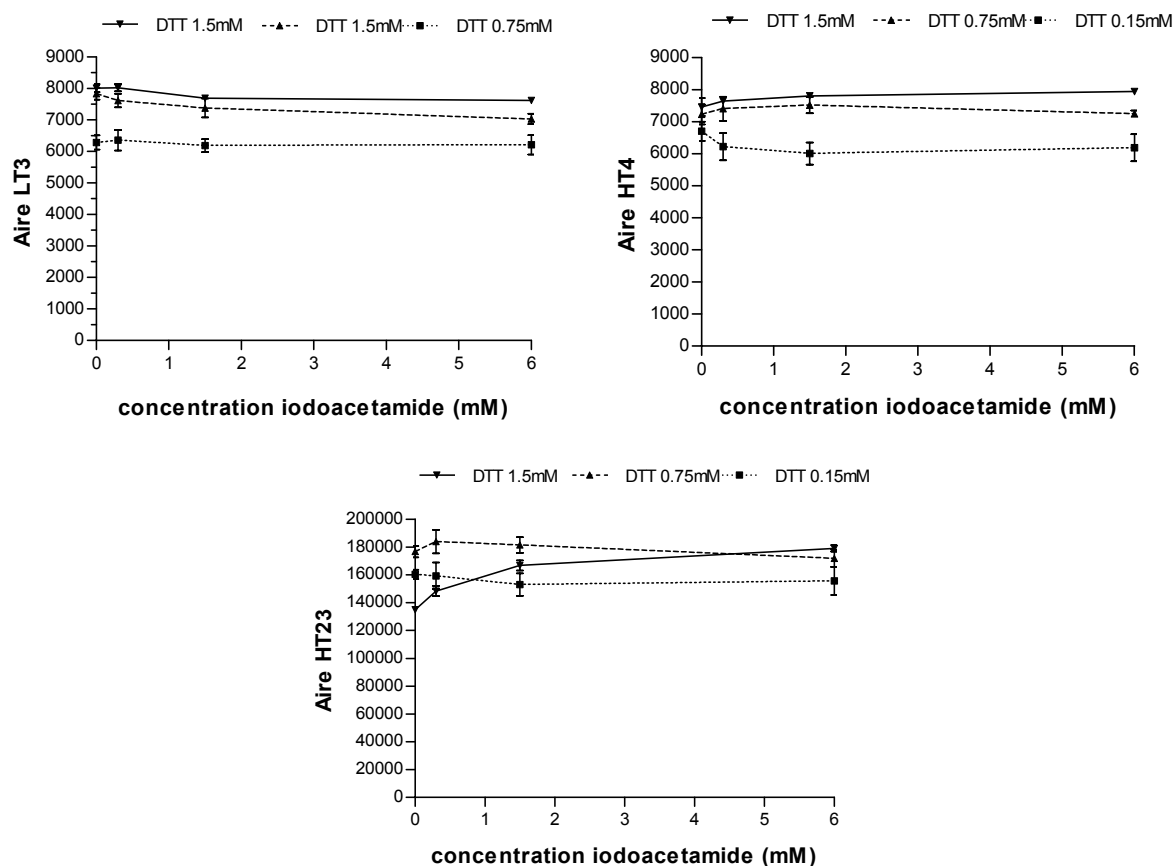 DTT 1.5mM DTT 1.5mM DTT 0.75mM
9000
8000
7000
6000
5000
4000
3000
2000
1000
0
Aire LT3
0 1 2 3 4 5 6
concentration iodoacetamide (mM)
DTT 1.5mM DTT 0.75mM DTT 0.15mM
9000
8000
7000
6000
5000
4000
3000
2000
1000
0
Aire HT4
0 1 2 3 4 5 6
concentration iodoacetamide (mM)
DTT 1.5mM DTT 0.75mM DTT 0.15mM
200000
180000
160000
140000
120000
100000
80000
60000
40000
20000
0
Aire HT23
0 1 2 3 4 5 6
concentration iodoacetamide (mM)